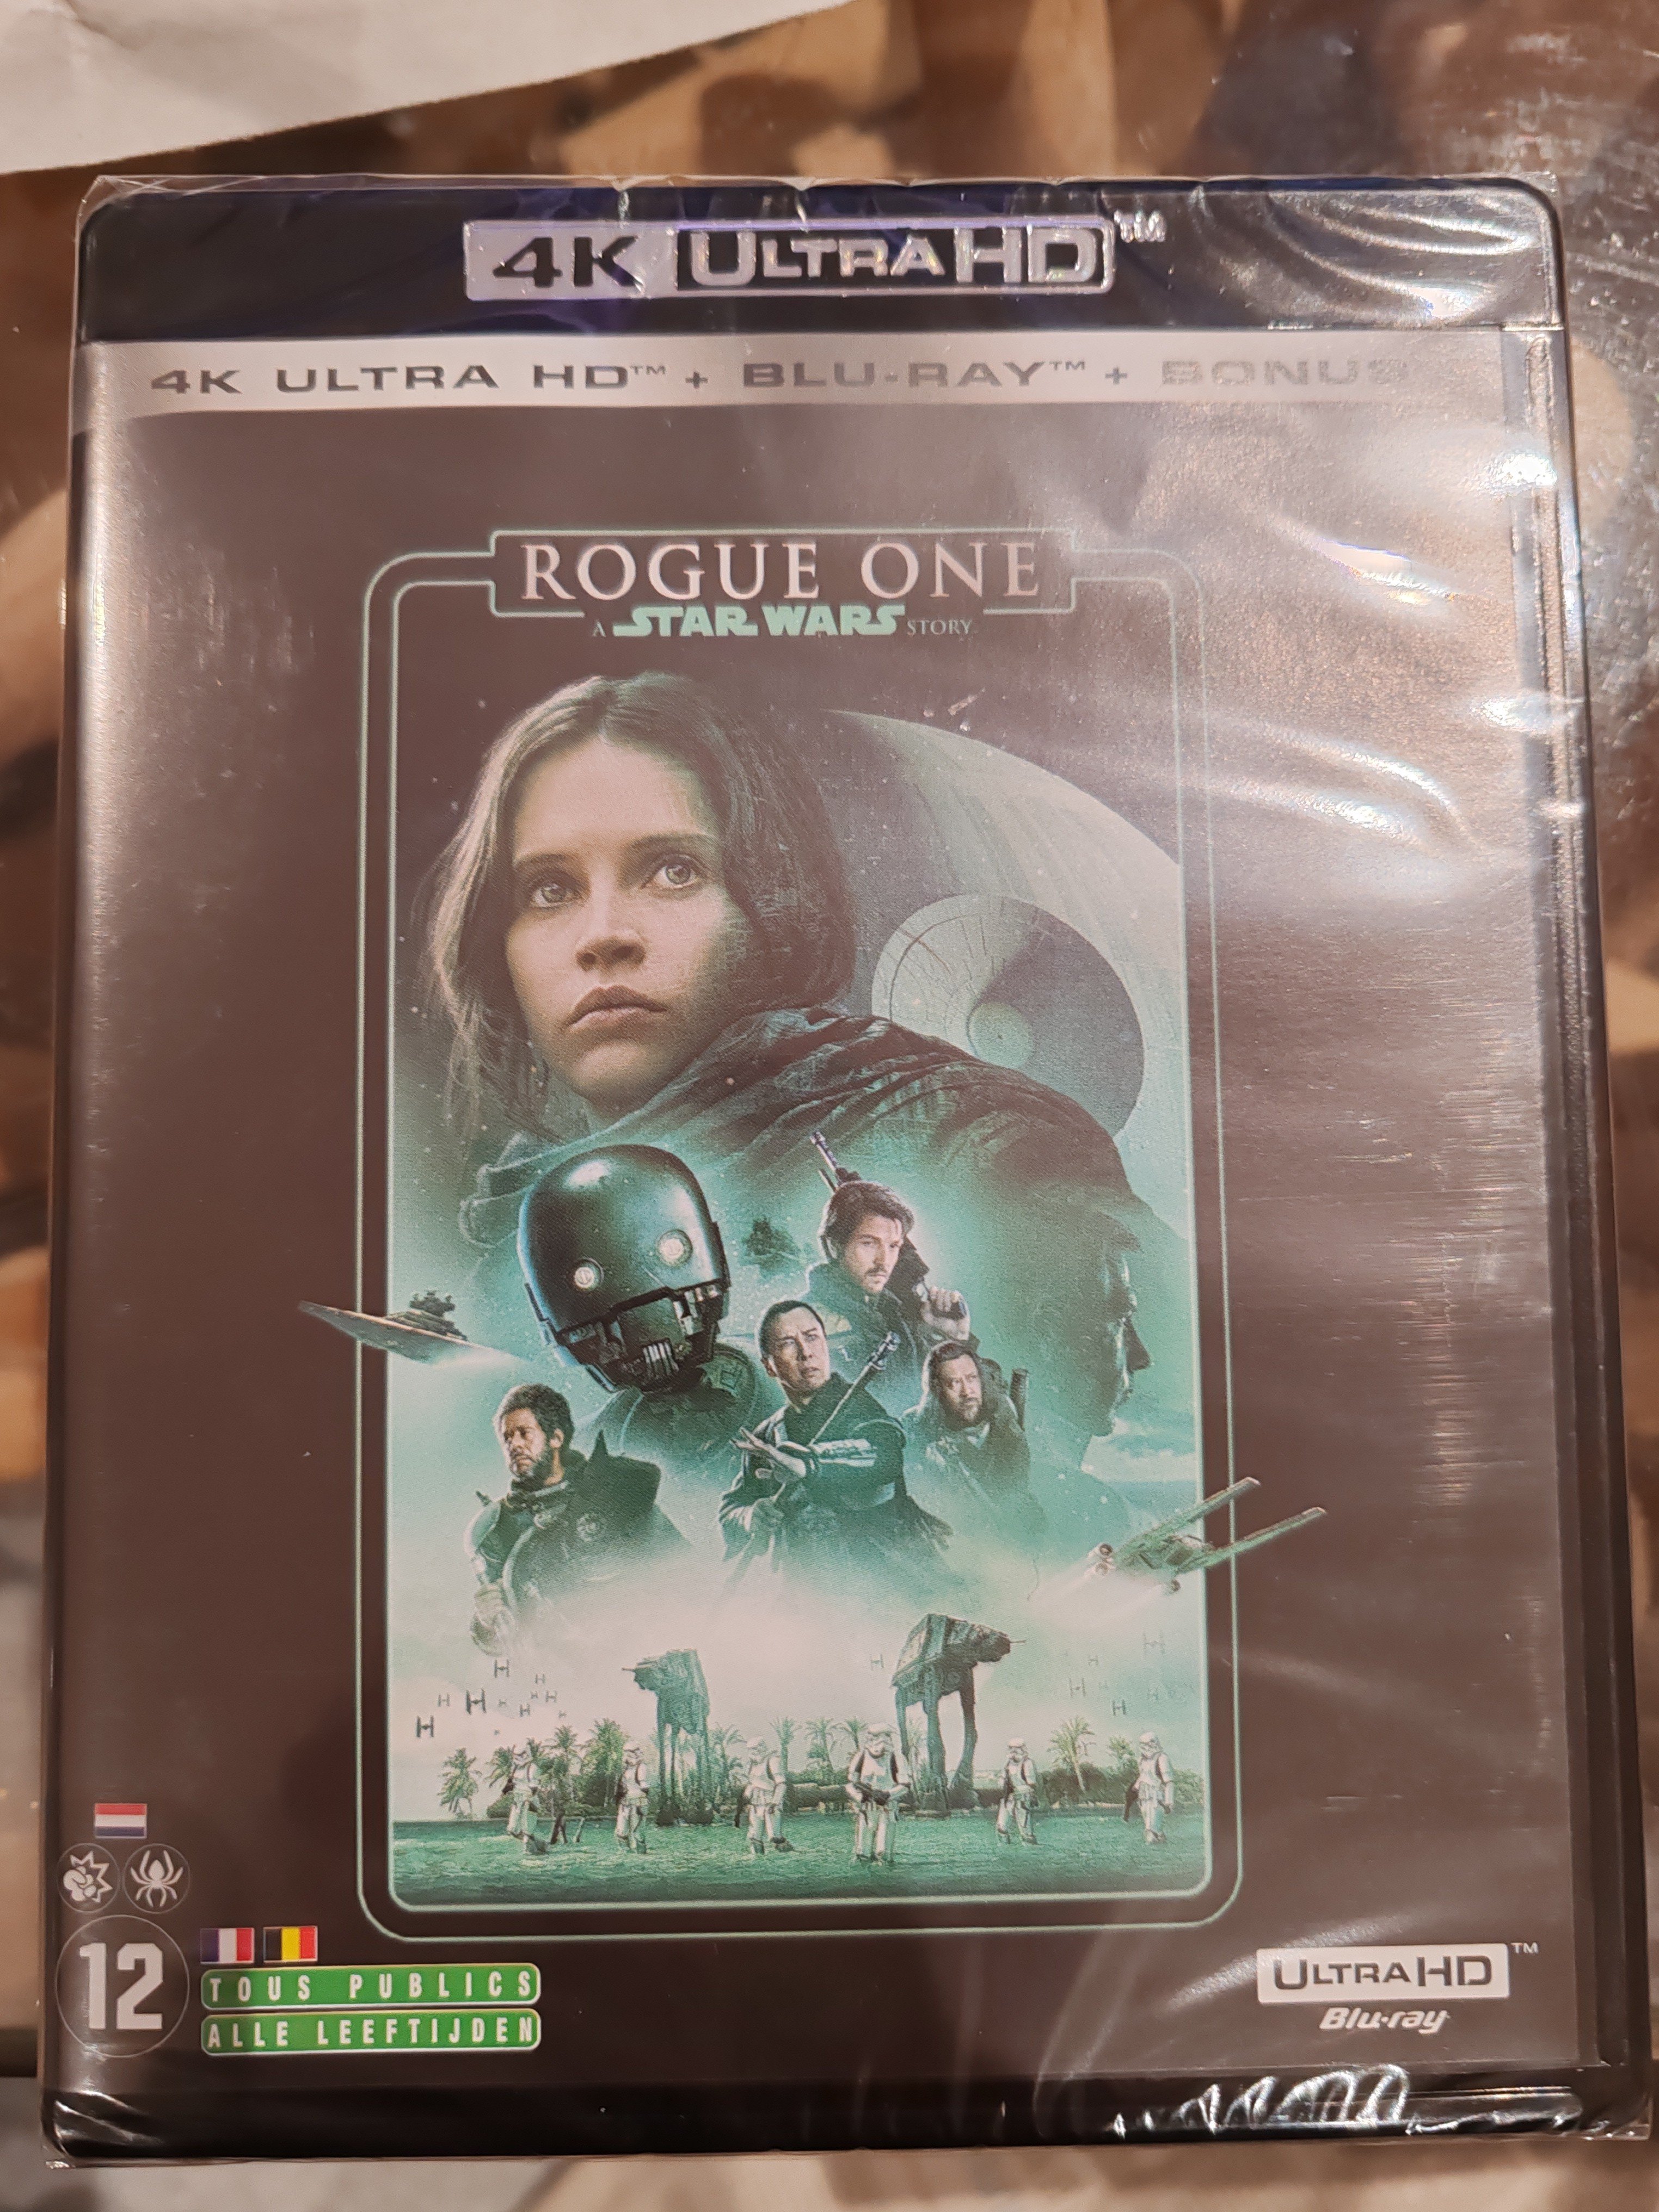 4K ULTRA HD™
4K ULTRA HD™ + BLU-RAY™ + BONUS
ROGUE ONE
A STAR WARS STORY
12
TOUS PUBLICS
ALLE LEEFTIJDEN
ULTRA HD™
Blu-ray